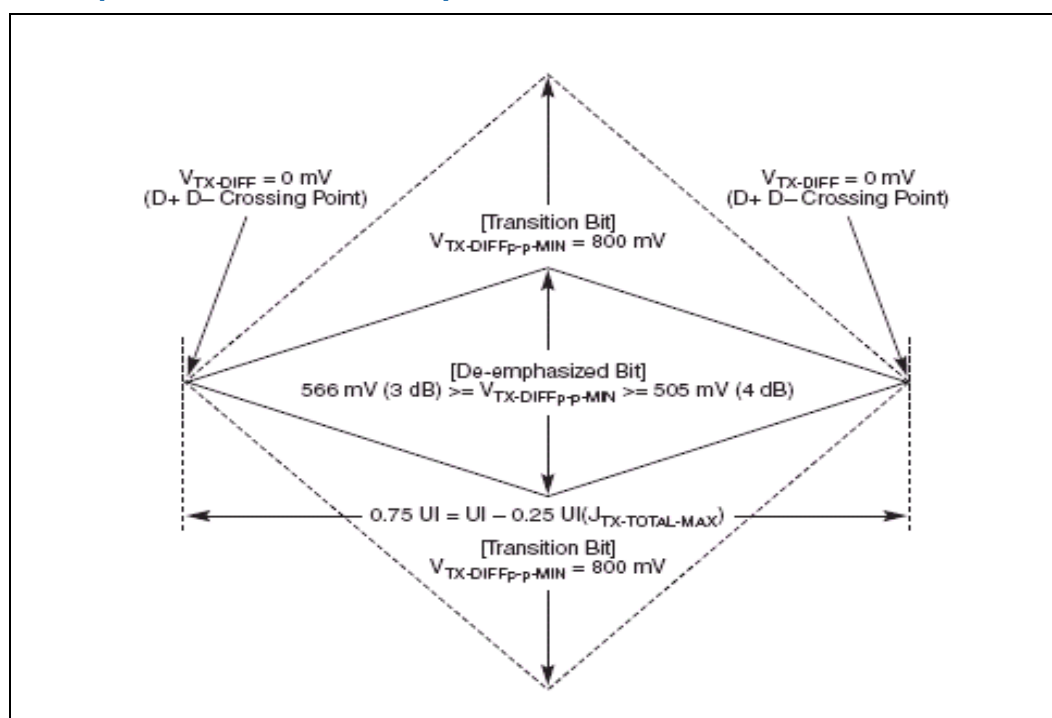 V_TX-DIFF = 0 mV
(D+ D– Crossing Point)
V_TX-DIFF = 0 mV
(D+ D– Crossing Point)
[Transition Bit]
V_TX-DIFFp-p-MIN = 800 mV
[De-emphasized Bit]
566 mV (3 dB) >= V_TX-DIFFp-p-MIN >= 505 mV (4 dB)
0.75 UI = UI – 0.25 UI(J_TX-TOTAL-MAX)
[Transition Bit]
V_TX-DIFFp-p-MIN = 800 mV